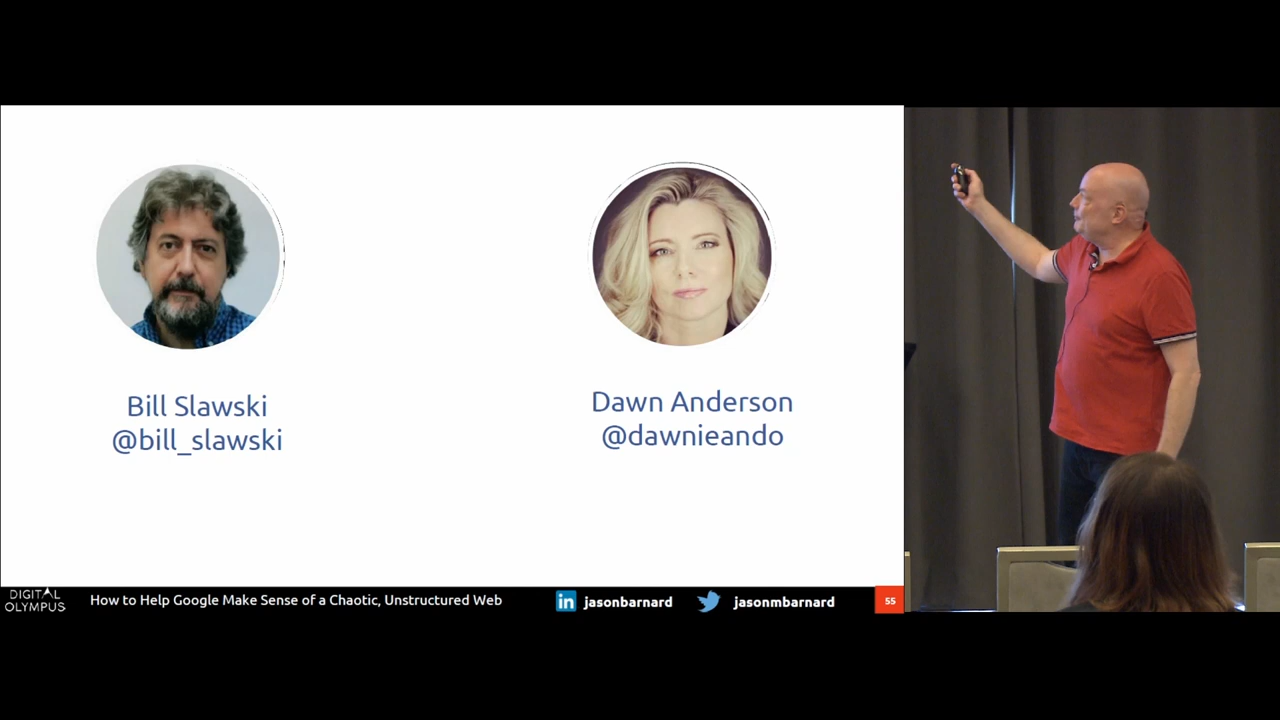 Bill Slawski
@bill_slawski
Dawn Anderson
@dawnieando
DIGITAL
OLYMPUS
How to Help Google Make Sense of a Chaotic, Unstructured Web
in jasonbarnard
jasonmbarnard
55